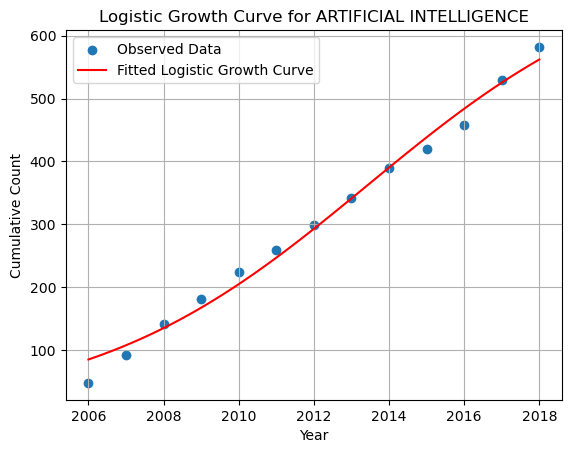 Logistic Growth Curve for ARTIFICIAL INTELLIGENCE
Observed Data
Fitted Logistic Growth Curve
Cumulative Count
600
500
400
300
200
100
2006
2008
2010
2012
2014
2016
2018
Year